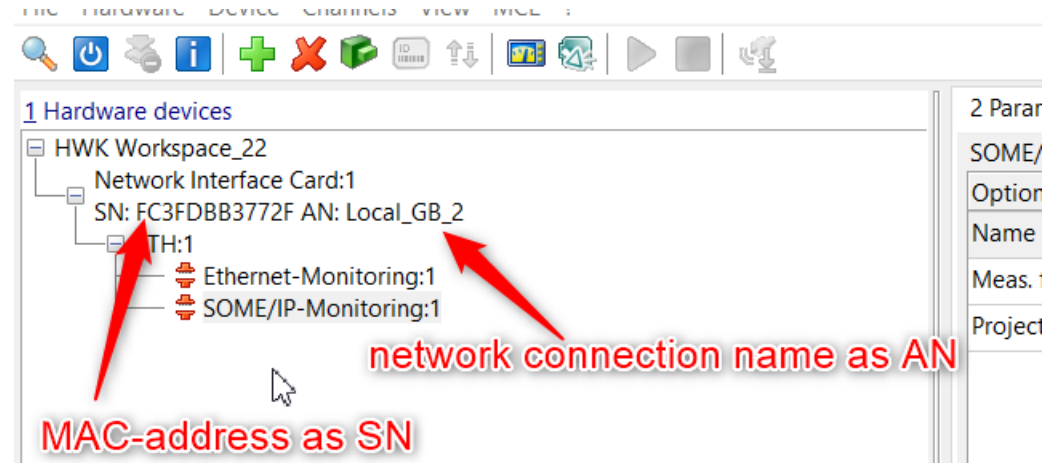 File Hardware Device Channels View MCE ?
1 Hardware devices
HWK Workspace_22
Network Interface Card:1
SN: FC3FDBB3772F AN: Local_GB_2
TH:1
Ethernet-Monitoring:1
SOME/IP-Monitoring:1
network connection name as AN
MAC-address as SN
2 Parar
SOME/
Option
Name
Meas. f
Project